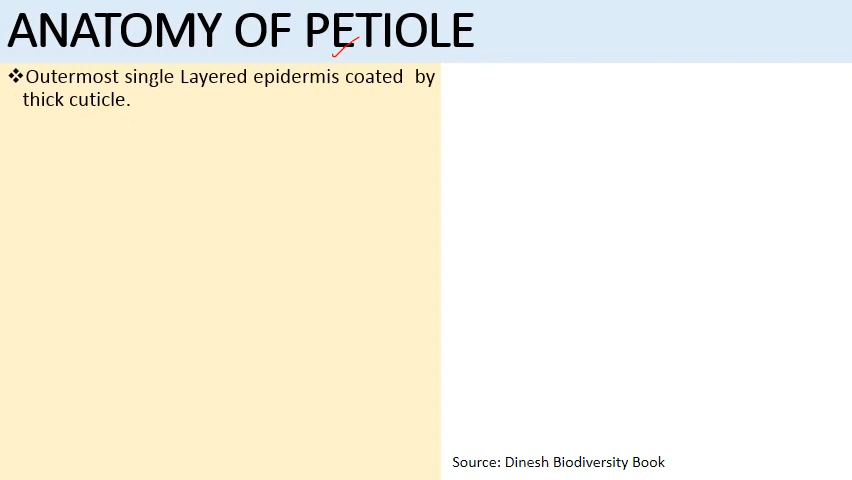 ANATOMY OF PETIOLE
❖Outermost single Layered epidermis coated by
thick cuticle.
Source: Dinesh Biodiversity Book